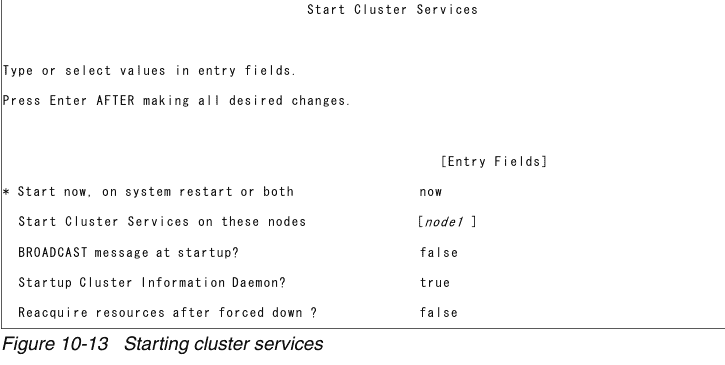 Start Cluster Services
Type or select values in entry fields.
Press Enter AFTER making all desired changes.
[Entry Fields]
* Start now, on system restart or both now
Start Cluster Services on these nodes [node1 ]
BROADCAST message at startup? false
Startup Cluster Information Daemon? true
Reacquire resources after forced down ? false
Figure 10-13 Starting cluster services